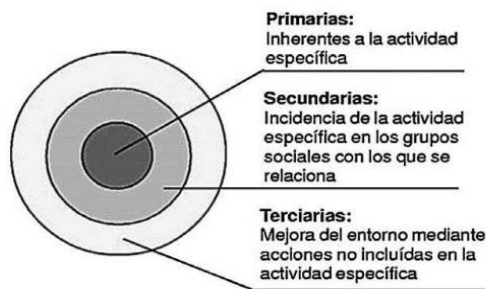 Primarias:
Inherentes a la actividad
específica
Secundarias:
Incidencia de la actividad
específica en los grupos
sociales con los que se
relaciona
Terciarias:
Mejora del entorno mediante
acciones no incluídas en la
actividad específica